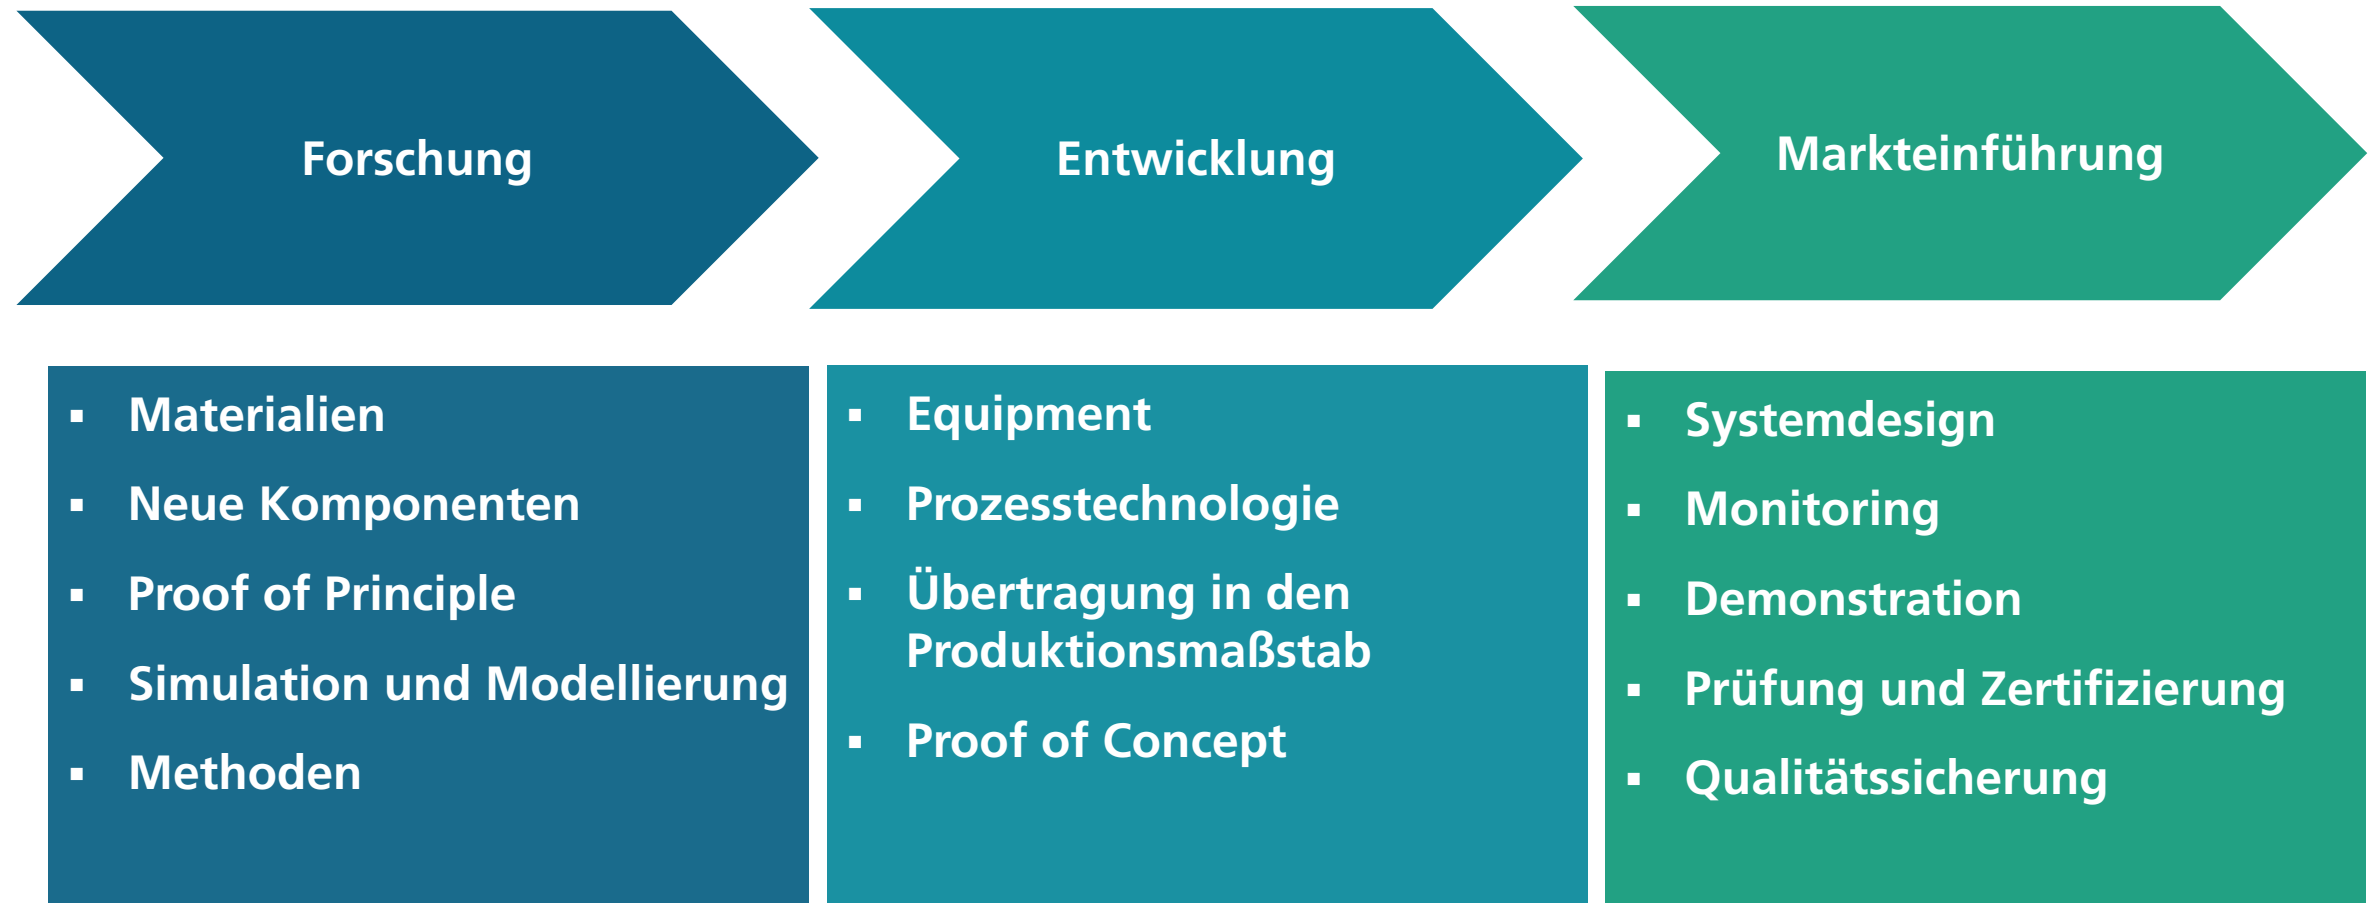 Forschung
Entwicklung
Markteinführung
▪ Materialien
▪ Neue Komponenten
▪ Proof of Principle
▪ Simulation und Modellierung
▪ Methoden
▪ Equipment
▪ Prozesstechnologie
▪ Übertragung in den
Produktionsmaßstab
▪ Proof of Concept
▪ Systemdesign
▪ Monitoring
▪ Demonstration
▪ Prüfung und Zertifizierung
▪ Qualitätssicherung